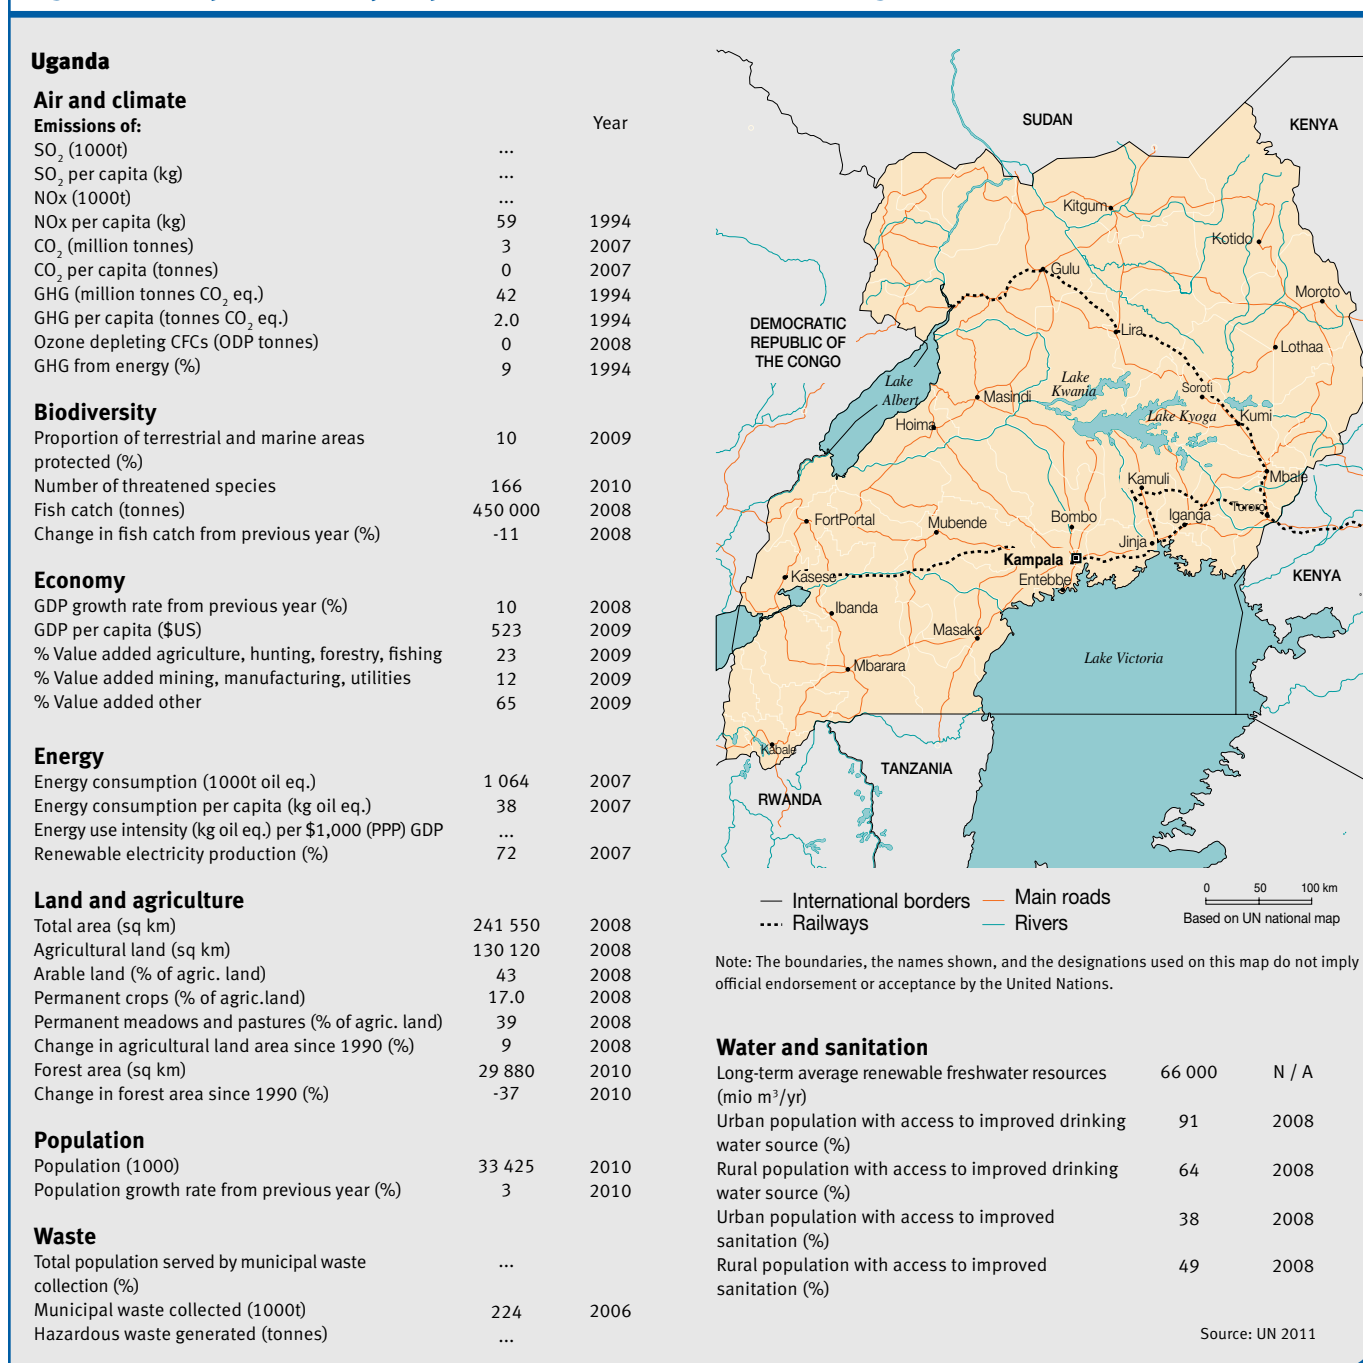 Uganda
Air and climate
Emissions of: Year
SO2 (1000t) ...
SO2 per capita (kg) ...
NOx (1000t) ...
NOx per capita (kg) 59 1994
CO2 (million tonnes) 3 2007
CO2 per capita (tonnes) 0 2007
GHG (million tonnes CO2 eq.) 42 1994
GHG per capita (tonnes CO2 eq.) 2.0 1994
Ozone depleting CFCs (ODP tonnes) 0 2008
GHG from energy (%) 9 1994
Biodiversity
Proportion of terrestrial and marine areas 10 2009
protected (%)
Number of threatened species 166 2010
Fish catch (tonnes) 450 000 2008
Change in fish catch from previous year (%) -11 2008
Economy
GDP growth rate from previous year (%) 10 2008
GDP per capita ($US) 523 2009
% Value added agriculture, hunting, forestry, fishing 23 2009
% Value added mining, manufacturing, utilities 12 2009
% Value added other 65 2009
Energy
Energy consumption (1000t oil eq.) 1 064 2007
Energy consumption per capita (kg oil eq.) 38 2007
Energy use intensity (kg oil eq.) per $1,000 (PPP) GDP ...
Renewable electricity production (%) 72 2007
Land and agriculture
Total area (sq km) 241 550 2008
Agricultural land (sq km) 130 120 2008
Arable land (% of agric. land) 43 2008
Permanent crops (% of agric.land) 17.0 2008
Permanent meadows and pastures (% of agric. land) 39 2008
Change in agricultural land area since 1990 (%) 9 2008
Forest area (sq km) 29 880 2010
Change in forest area since 1990 (%) -37 2010
Population
Population (1000) 33 425 2010
Population growth rate from previous year (%) 3 2010
Waste
Total population served by municipal waste ...
collection (%)
Municipal waste collected (1000t) 224 2006
Hazardous waste generated (tonnes) ...
SUDAN
KENYA
Kitgum
Kotido
Gulu
Moroto
DEMOCRATIC
REPUBLIC OF
THE CONGO
Lira
Lothaa
Lake
Albert
Lake
Kwania
Masindi
Soroti
Lake Kyoga
Kumi
Hoima
Kamuli
Mbale
FortPortal
Mubende
Bombo
Iganga
Tororo
Jinja
Kampala
Kasese
Entebbe
KENYA
Ibanda
Masaka
Lake Victoria
Mbarara
Kabale
TANZANIA
RWANDA
International borders
Main roads
Railways
Rivers
0 50 100 km
Based on UN national map
Note: The boundaries, the names shown, and the designations used on this map do not imply
official endorsement or acceptance by the United Nations.
Water and sanitation
Long-term average renewable freshwater resources 66 000 N / A
(mio m3/yr)
Urban population with access to improved drinking 91 2008
water source (%)
Rural population with access to improved drinking 64 2008
water source (%)
Urban population with access to improved 38 2008
sanitation (%)
Rural population with access to improved 49 2008
sanitation (%)
Source: UN 2011